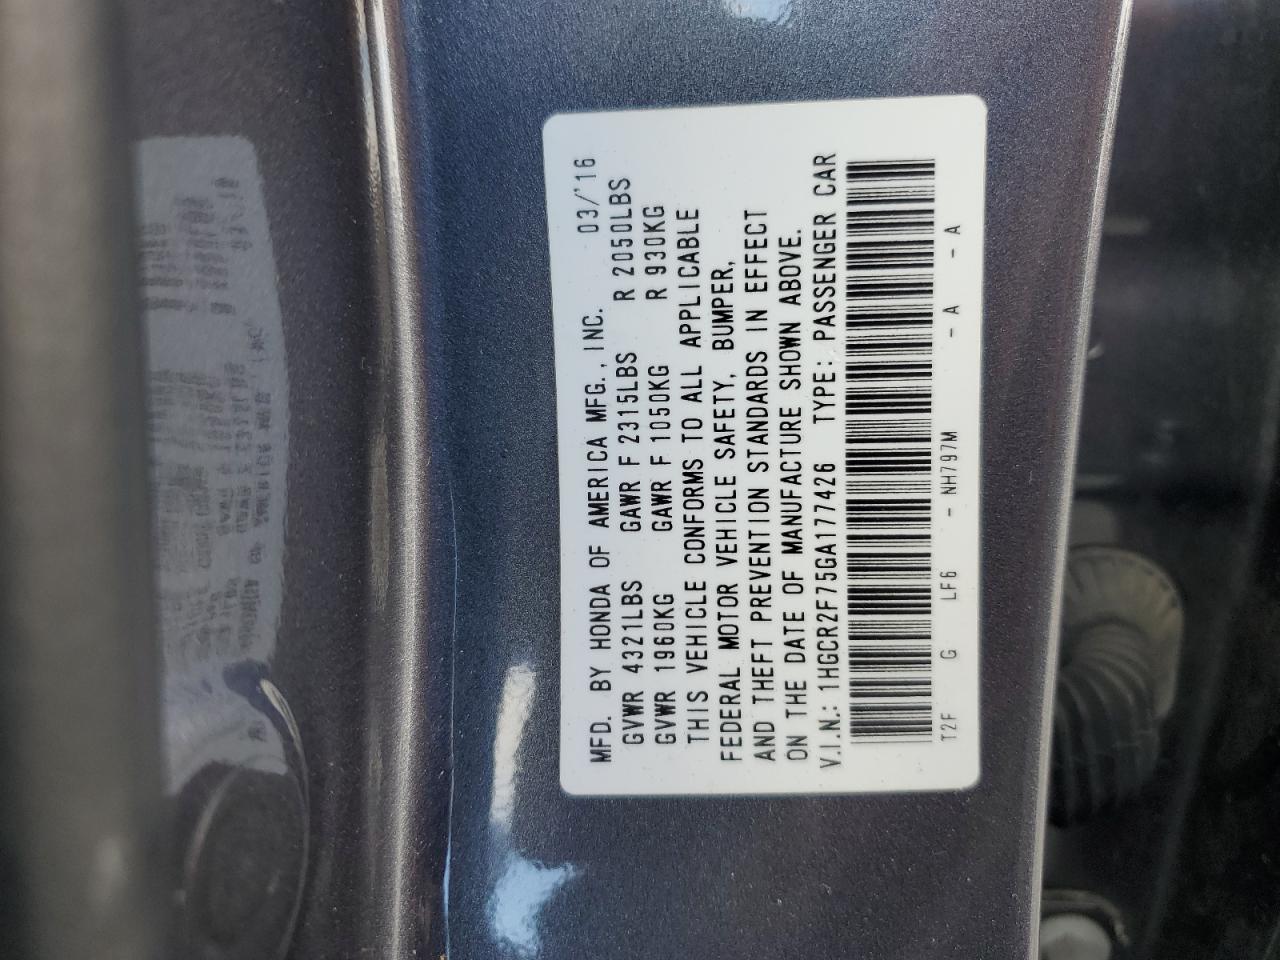 MFD. BY HONDA OF AMERICA MFG., INC. 03/'16
GVWR 4321LBS GAWR F 2315LBS R 2050LBS
GVWR 1960KG GAWR F 1050KG R 930KG
THIS VEHICLE CONFORMS TO ALL APPLICABLE
FEDERAL MOTOR VEHICLE SAFETY, BUMPER,
AND THEFT PREVENTION STANDARDS IN EFFECT
ON THE DATE OF MANUFACTURE SHOWN ABOVE.
V.I.N.: 1HGCR2F75GA177426 TYPE: PASSENGER CAR
T2F G LF6 - NH797M - A - A